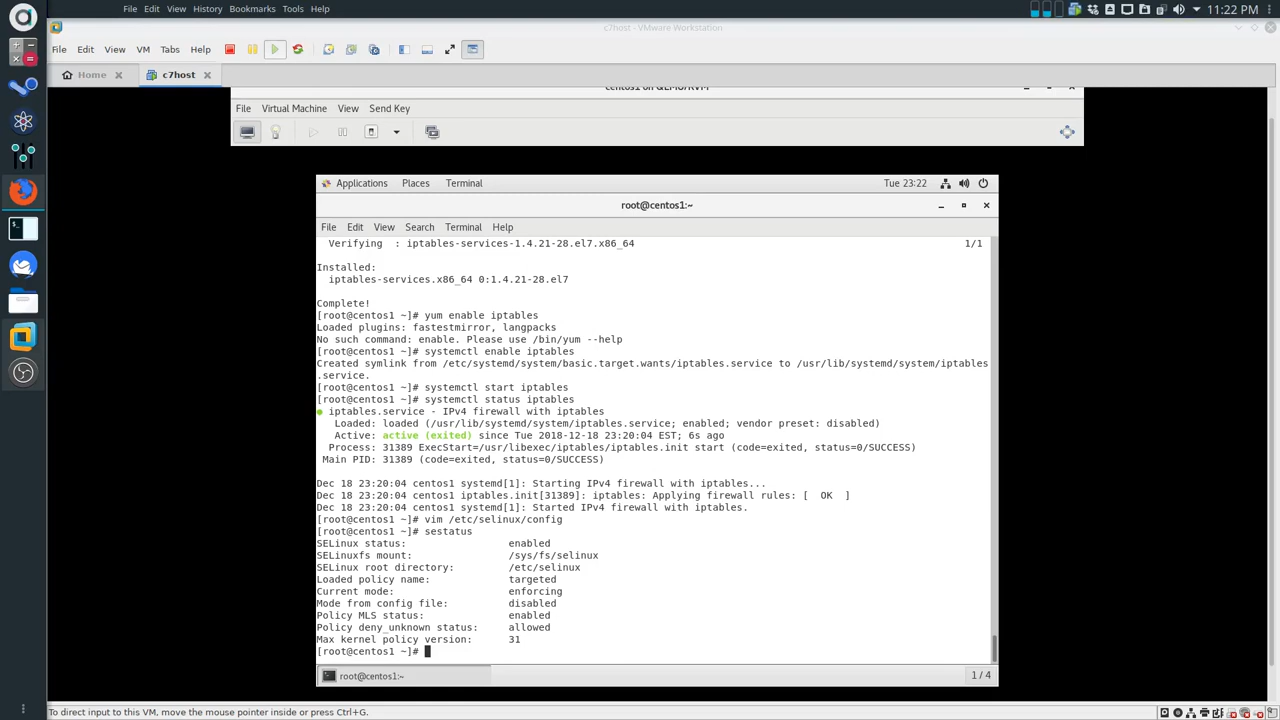 File Edit View History Bookmarks Tools Help
11:22 PM
c7host - VMware Workstation
File Edit View VM Tabs Help
Home
c7host
centos1 on QEMU/KVM
File Virtual Machine View Send Key
Applications Places Terminal
Tue 23:22
root@centos1:~
File Edit View Search Terminal Help
Verifying : iptables-services-1.4.21-28.el7.x86_64 1/1
Installed:
iptables-services.x86_64 0:1.4.21-28.el7
Complete!
[root@centos1 ~]# yum enable iptables
Loaded plugins: fastestmirror, langpacks
No such command: enable. Please use /bin/yum --help
[root@centos1 ~]# systemctl enable iptables
Created symlink from /etc/systemd/system/basic.target.wants/iptables.service to /usr/lib/systemd/system/iptables
.service.
[root@centos1 ~]# systemctl start iptables
[root@centos1 ~]# systemctl status iptables
● iptables.service - IPv4 firewall with iptables
Loaded: loaded (/usr/lib/systemd/system/iptables.service; enabled; vendor preset: disabled)
Active: active (exited) since Tue 2018-12-18 23:20:04 EST; 6s ago
Process: 31389 ExecStart=/usr/libexec/iptables/iptables.init start (code=exited, status=0/SUCCESS)
Main PID: 31389 (code=exited, status=0/SUCCESS)
Dec 18 23:20:04 centos1 systemd[1]: Starting IPv4 firewall with iptables...
Dec 18 23:20:04 centos1 iptables.init[31389]: iptables: Applying firewall rules: [ OK ]
Dec 18 23:20:04 centos1 systemd[1]: Started IPv4 firewall with iptables.
[root@centos1 ~]# vim /etc/selinux/config
[root@centos1 ~]# sestatus
SELinux status: enabled
SELinuxfs mount: /sys/fs/selinux
SELinux root directory: /etc/selinux
Loaded policy name: targeted
Current mode: enforcing
Mode from config file: disabled
Policy MLS status: enabled
Policy deny_unknown status: allowed
Max kernel policy version: 31
[root@centos1 ~]#
root@centos1:~
1 / 4
To direct input to this VM, move the mouse pointer inside or press Ctrl+G.